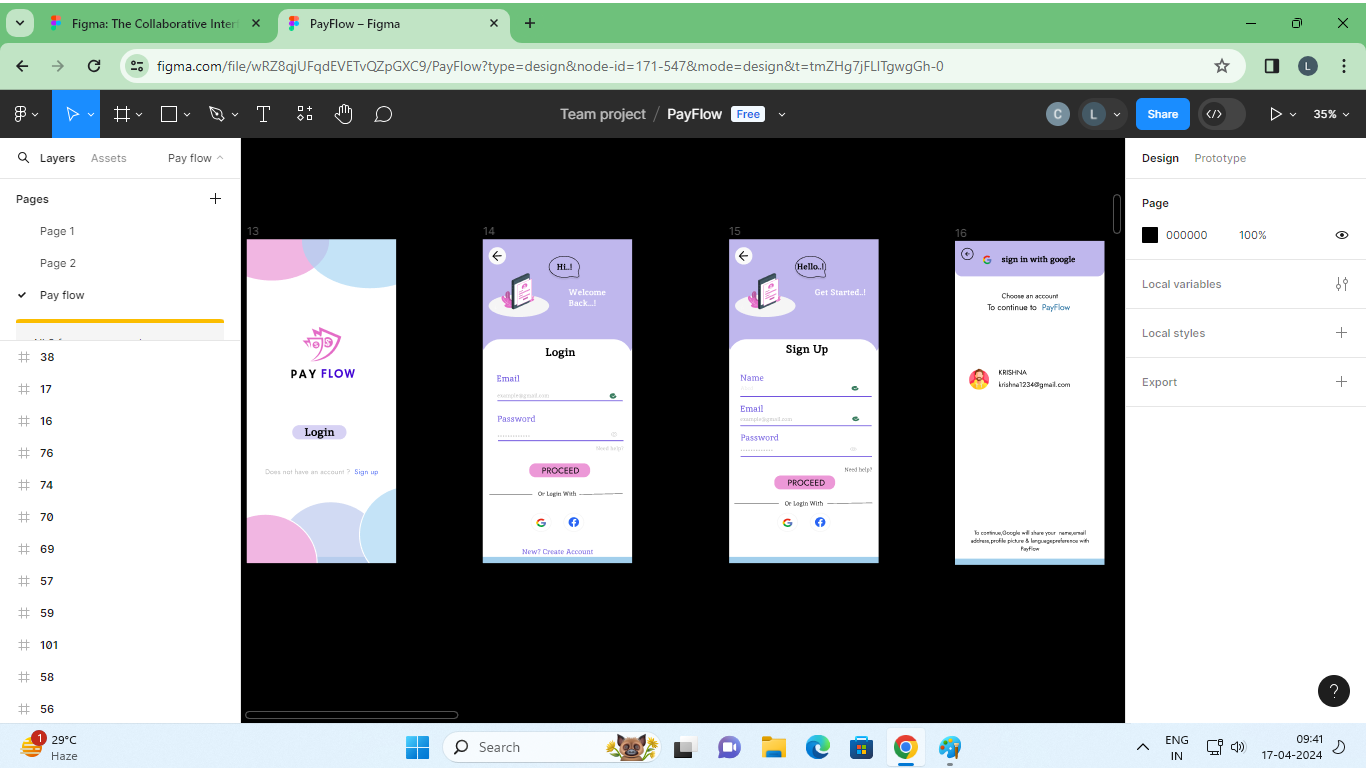 Figma: The Collaborative Inter
PayFlow – Figma
figma.com/file/wRZ8qjUFqdEVETvQZpGXC9/PayFlow?type=design&node-id=171-547&mode=design&t=tmZHg7jFLITgwgGh-0
L
Team project / PayFlow Free
C
L
Share
35%
Layers
Assets
Pay flow
Pages
Page 1
Page 2
Pay flow
38
17
16
76
74
70
69
57
59
101
58
56
13
PAY FLOW
Login
Does not have an account ? Sign up
14
Hi..!
Welcome
Back...!
Login
Email
example@gmail.com
Password
Need help?
PROCEED
Or Login With
New? Create Account
15
Hello..!
Get Started..!
Sign Up
Name
Email
example@gmail.com
Password
Need help?
PROCEED
Or Login With
16
sign in with google
Choose an account
To continue to PayFlow
KRISHNA
krishna1234@gmail.com
To continue,Google will share your name,email
address,profile picture & languagepreference with
PayFlow
Design
Prototype
Page
000000 100%
Local variables
Local styles
Export
?
1
29°C
Haze
Search
ENG
IN
09:41
17-04-2024